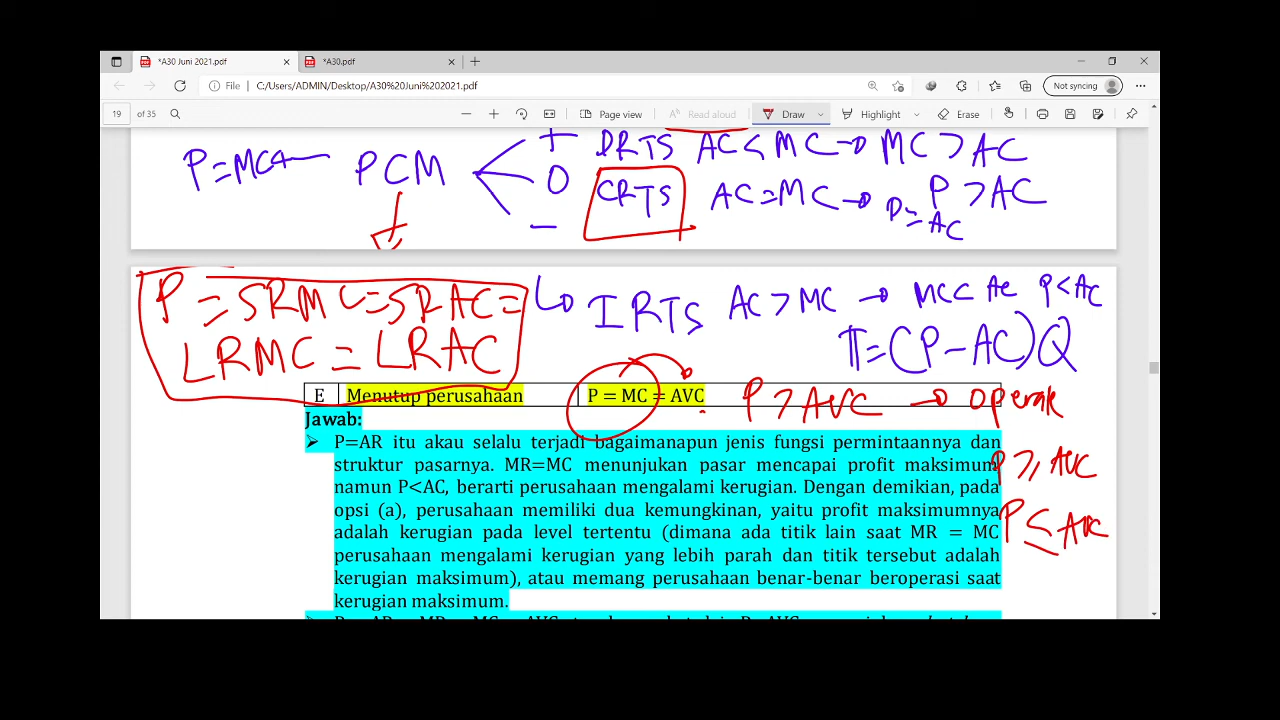 *A30 Juni 2021.pdf
*A30.pdf
File C:/Users/ADMIN/Desktop/A30%20Juni%202021.pdf
Not syncing
19 of 35
Page view
Read aloud
Draw
Highlight
Erase
P=MC
PCM
+ DRTS AC < MC → MC > AC
0 CRTS AC = MC → P > AC
P = AC
−
P = SRMC = SRAC =
LRMC = LRAC
IRTS AC > MC → MC < AC P < AC
π = (P − AC) Q
E Menutup perusahaan P = MC = AVC P > AVC →
Jawab:
➢ P=AR itu akau selalu terjadi bagaimanapun jenis fungsi permintaannya dan
struktur pasarnya. MR=MC menunjukan pasar mencapai profit maksimum
namun P<AC, berarti perusahaan mengalami kerugian. Dengan demikian, pada
opsi (a), perusahaan memiliki dua kemungkinan, yaitu profit maksimumnya
adalah kerugian pada level tertentu (dimana ada titik lain saat MR = MC
perusahaan mengalami kerugian yang lebih parah dan titik tersebut adalah
kerugian maksimum), atau memang perusahaan benar-benar beroperasi saat
kerugian maksimum.
P ≥ AVC
P ≤ AVC